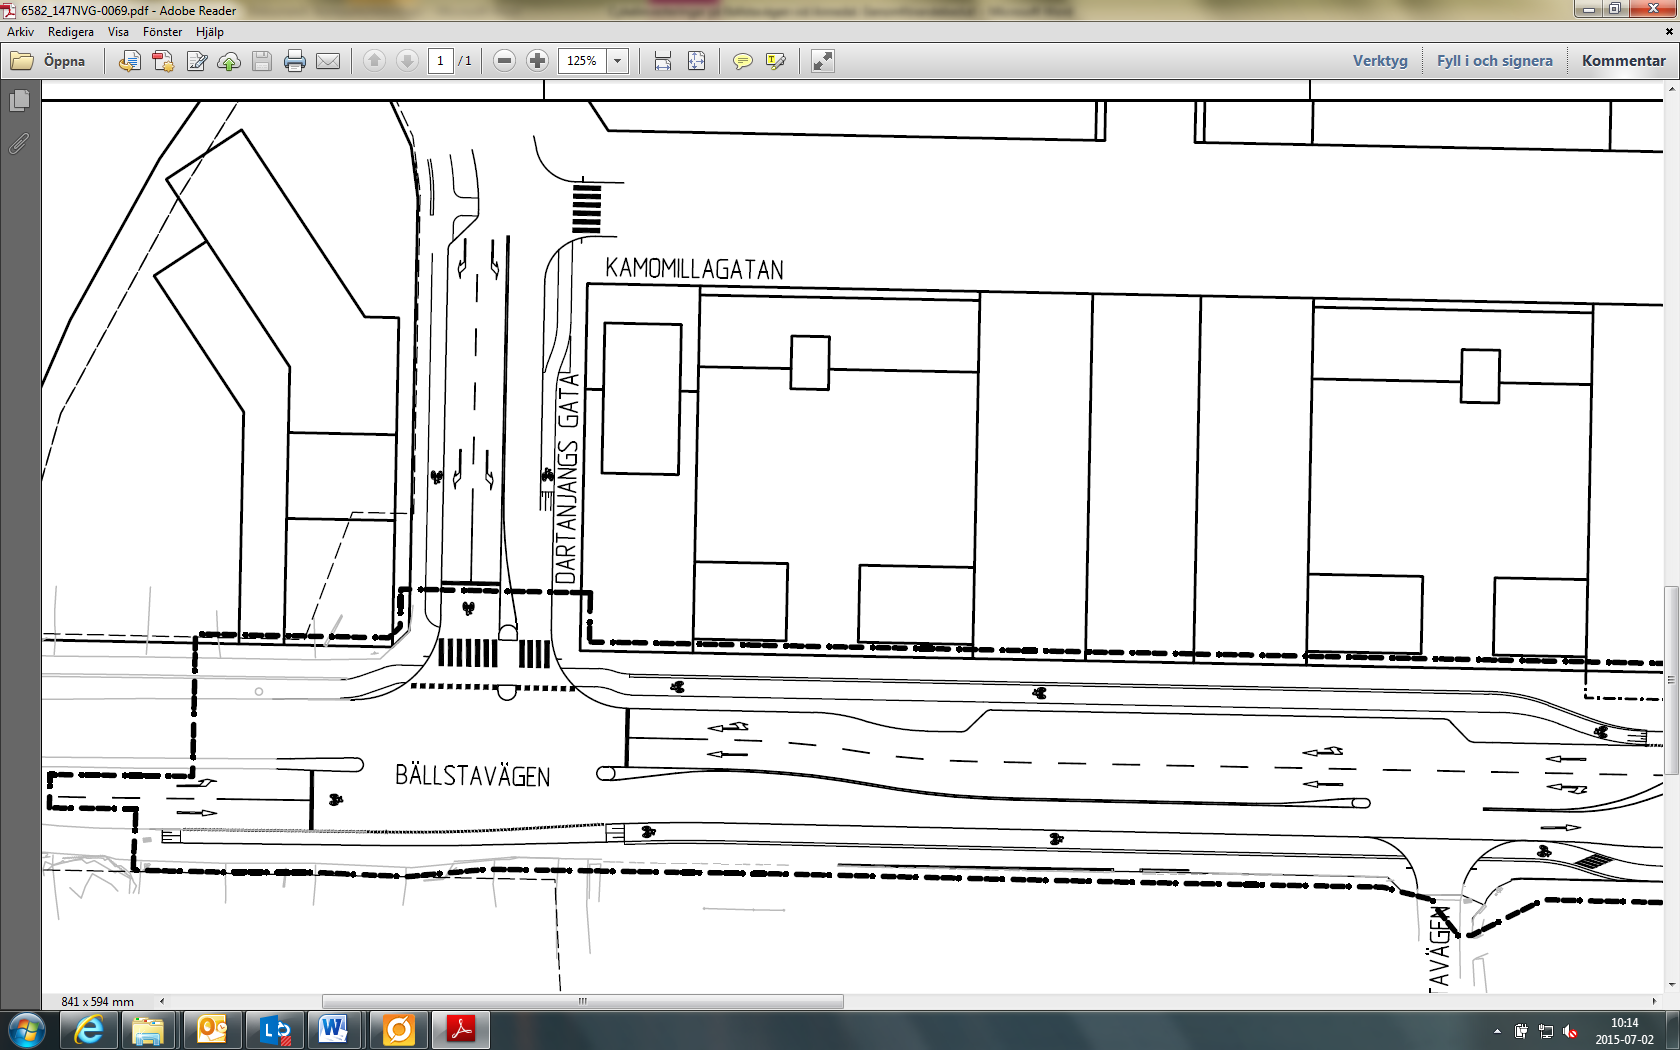 6582_147NVG-0069.pdf - Adobe Reader
Arkiv Redigera Visa Fönster Hjälp
Öppna 1 / 1 125% Verktyg Fyll i och signera Kommentar
KAMOMILLAGATAN
DARTANJANGS GATA
BÄLLSTAVÄGEN
TAVÄGEN
841 x 594 mm
10:14
2015-07-02